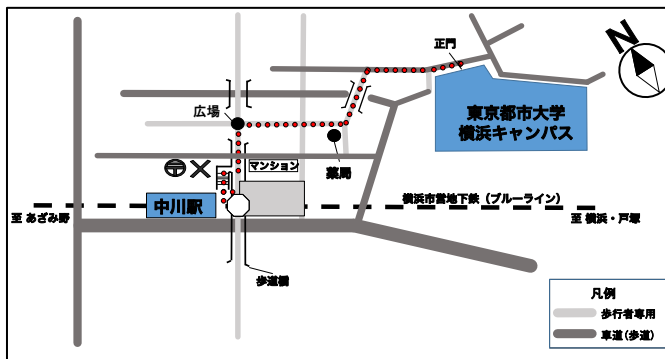 正門
N
広場
東京都市大学
横浜キャンパス
マンション
薬局
中川駅
横浜市営地下鉄（ブルーライン）
至 あざみ野
至 横浜・戸塚
歩道橋
凡例
歩行者専用
車道(歩道)